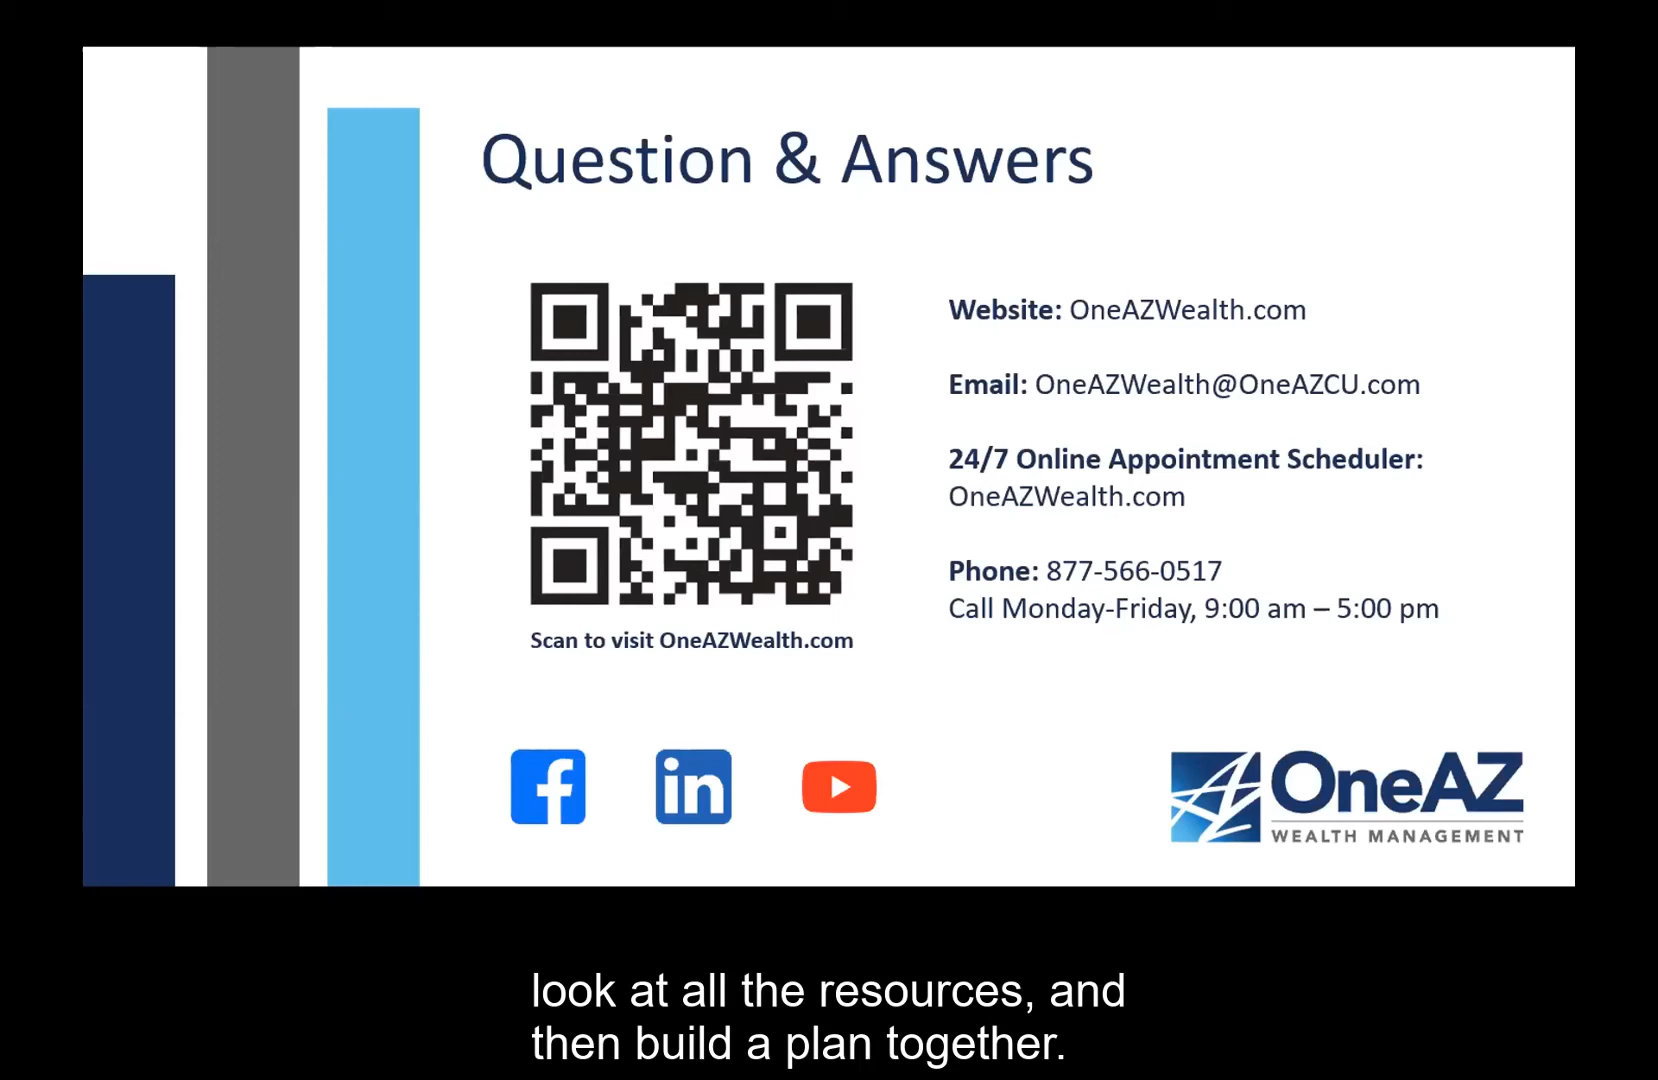 Question & Answers
Website: OneAZWealth.com
Email: OneAZWealth@OneAZCU.com
24/7 Online Appointment Scheduler:
OneAZWealth.com
Phone: 877-566-0517
Call Monday-Friday, 9:00 am – 5:00 pm
Scan to visit OneAZWealth.com
f
in
OneAZ
WEALTH MANAGEMENT
look at all the resources, and
then build a plan together.